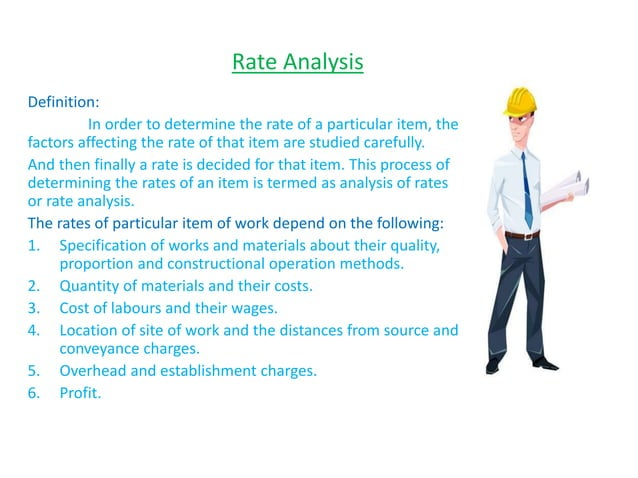 Rate Analysis
Definition:
In order to determine the rate of a particular item, the
factors affecting the rate of that item are studied carefully.
And then finally a rate is decided for that item. This process of
determining the rates of an item is termed as analysis of rates
or rate analysis.
The rates of particular item of work depend on the following:
1. Specification of works and materials about their quality,
proportion and constructional operation methods.
2. Quantity of materials and their costs.
3. Cost of labours and their wages.
4. Location of site of work and the distances from source and
conveyance charges.
5. Overhead and establishment charges.
6. Profit.